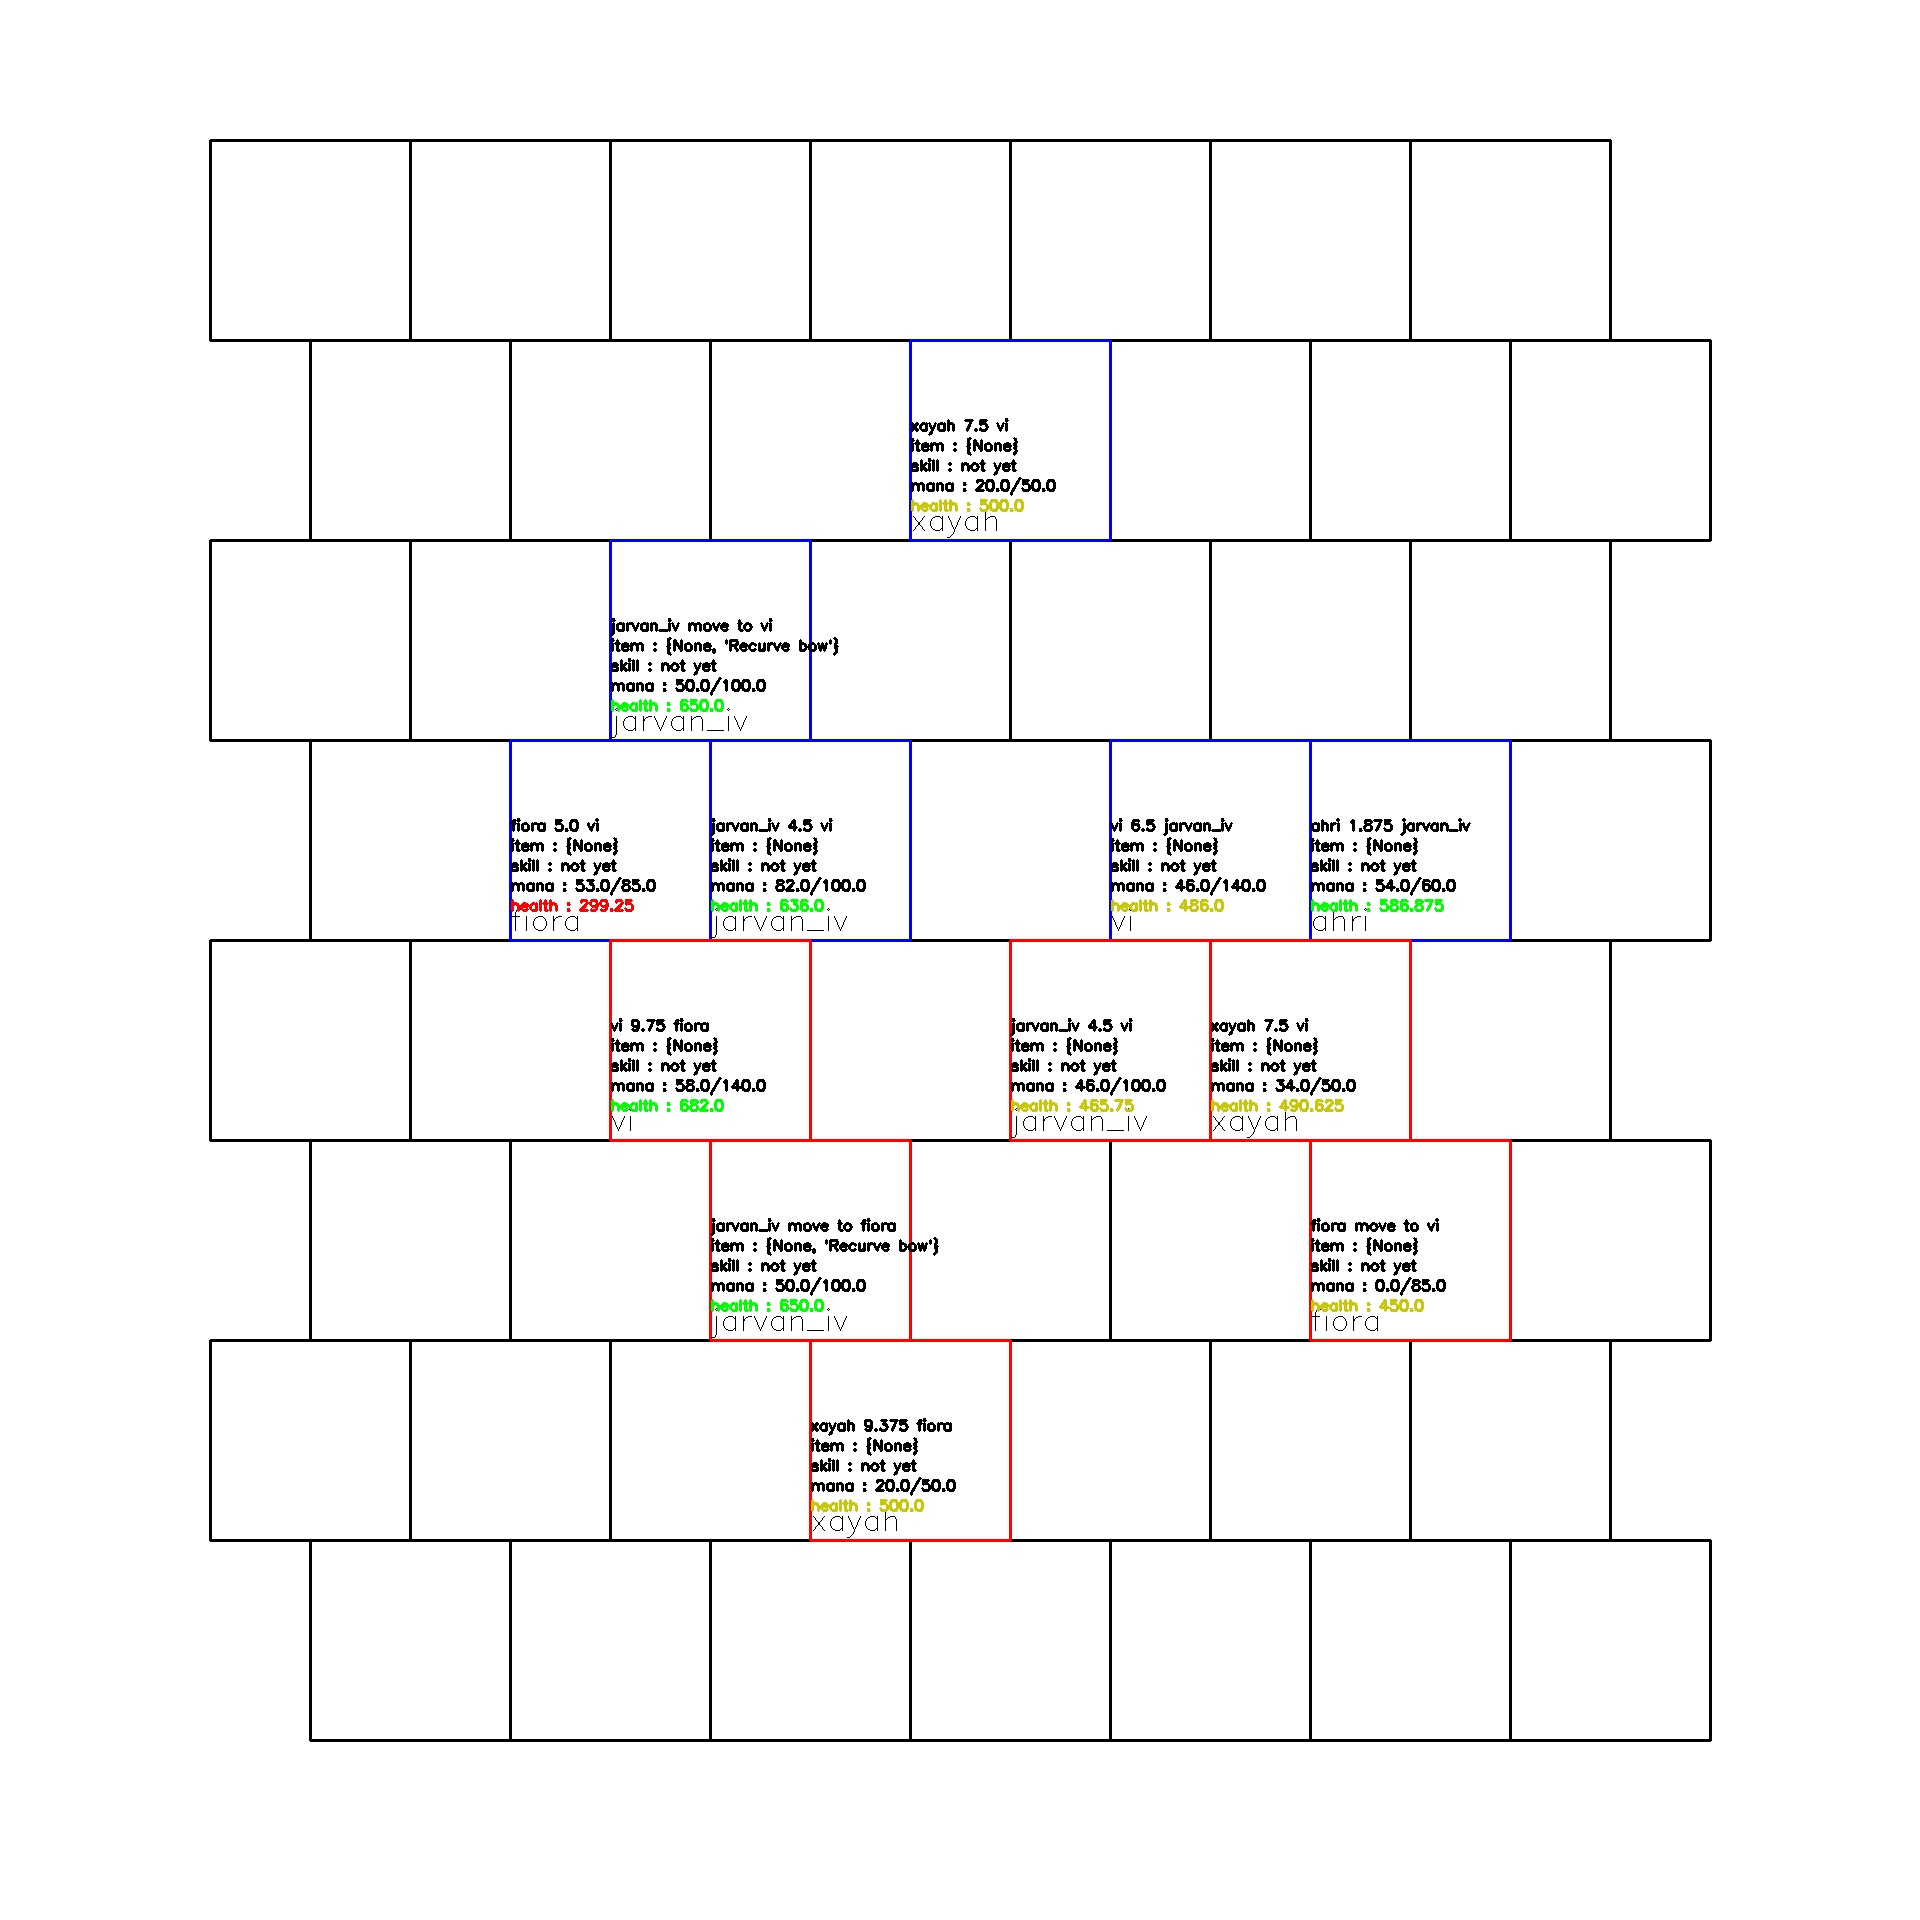 xayah 7.5 vi
item : {None}
skill : not yet
mana : 20.0/50.0
health : 500.0
xayah
jarvan_iv move to vi
item : {None, 'Recurve bow'}
skill : not yet
mana : 50.0/100.0
health : 650.0
jarvan_iv
fiora 5.0 vi
item : {None}
skill : not yet
mana : 53.0/85.0
health : 299.25
fiora
jarvan_iv 4.5 vi
item : {None}
skill : not yet
mana : 82.0/100.0
health : 636.0
jarvan_iv
vi 6.5 jarvan_iv
item : {None}
skill : not yet
mana : 46.0/140.0
health : 486.0
vi
ahri 1.875 jarvan_iv
item : {None}
skill : not yet
mana : 54.0/60.0
health : 586.875
ahri
vi 9.75 fiora
item : {None}
skill : not yet
mana : 58.0/140.0
health : 682.0
vi
jarvan_iv 4.5 vi
item : {None}
skill : not yet
mana : 46.0/100.0
health : 465.75
jarvan_iv
xayah 7.5 vi
item : {None}
skill : not yet
mana : 34.0/50.0
health : 490.625
xayah
jarvan_iv move to fiora
item : {None, 'Recurve bow'}
skill : not yet
mana : 50.0/100.0
health : 650.0
jarvan_iv
fiora move to vi
item : {None}
skill : not yet
mana : 0.0/85.0
health : 450.0
fiora
xayah 9.375 fiora
item : {None}
skill : not yet
mana : 20.0/50.0
health : 500.0
xayah